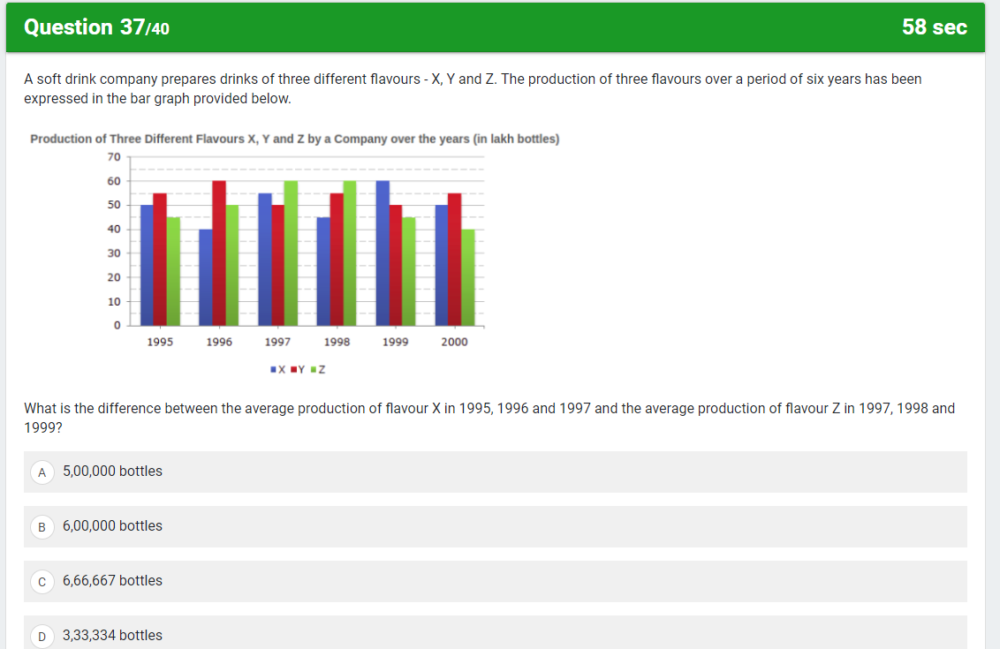 Question 37/40
58 sec
A soft drink company prepares drinks of three different flavours - X, Y and Z. The production of three flavours over a period of six years has been
expressed in the bar graph provided below.
Production of Three Different Flavours X, Y and Z by a Company over the years (in lakh bottles)
70
60
50
40
30
20
10
0
1995 1996 1997 1998 1999 2000
X Y Z
What is the difference between the average production of flavour X in 1995, 1996 and 1997 and the average production of flavour Z in 1997, 1998 and
1999?
A 5,00,000 bottles
B 6,00,000 bottles
C 6,66,667 bottles
D 3,33,334 bottles